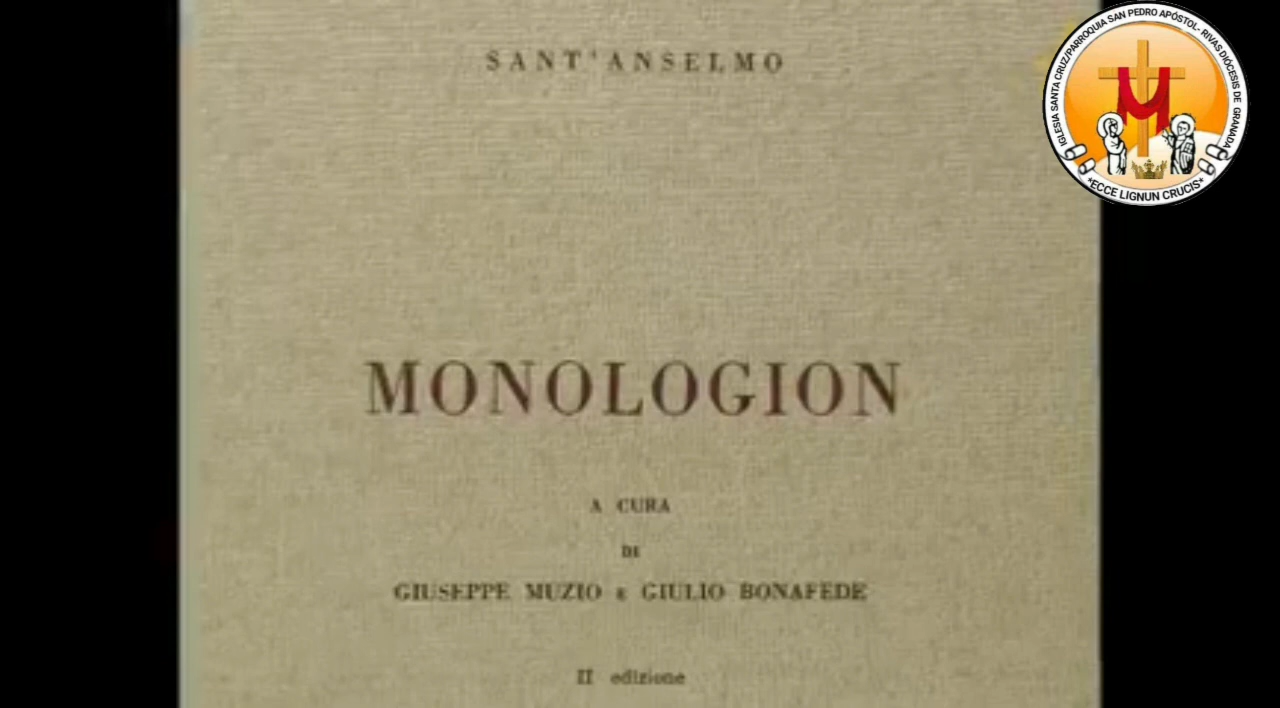 SANT'ANSELMO
MONOLOGION
A CURA
DI
GIUSEPPE MUZIO E GIULIO BONAFEDE
II edizione
IGLESIA SANTA CRUZ/PARROQUIA SAN PEDRO APÓSTOL- RIVAS DIÓCESIS DE GRANADA
*ECCE LIGNUN CRUCIS*